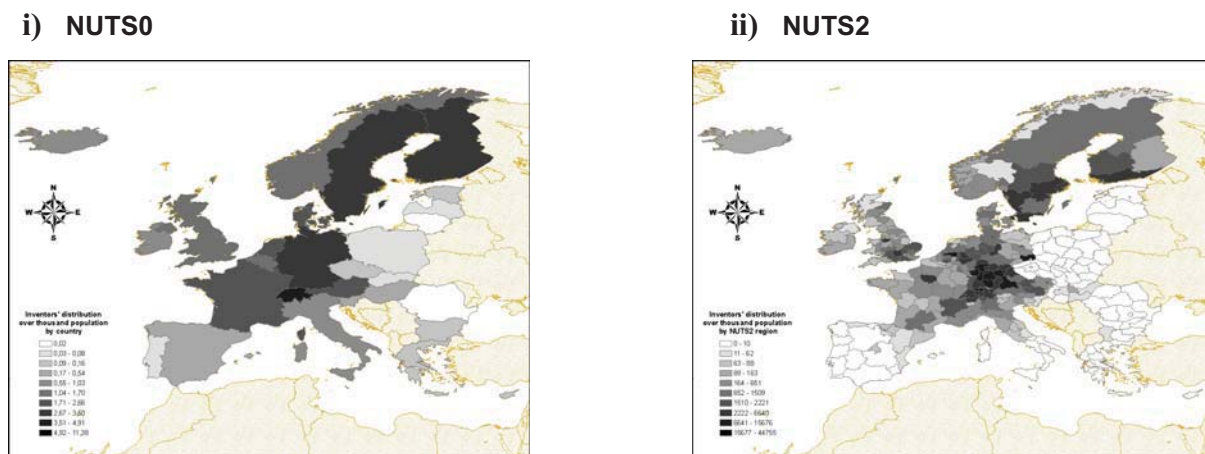 i) NUTS0
ii) NUTS2
N
W E
S
Inventors' distribution
over thousand population
by country
0,02
0,03 - 0,08
0,09 - 0,16
0,17 - 0,54
0,55 - 1,03
1,04 - 1,70
1,71 - 2,66
2,67 - 3,50
3,51 - 4,91
4,92 - 11,38
N
W E
S
Inventors' distribution
over thousand population
by NUTS2 region
0 - 10
11 - 62
63 - 88
89 - 163
164 - 651
652 - 1509
1510 - 2221
2222 - 6640
6641 - 15676
15677 - 44755